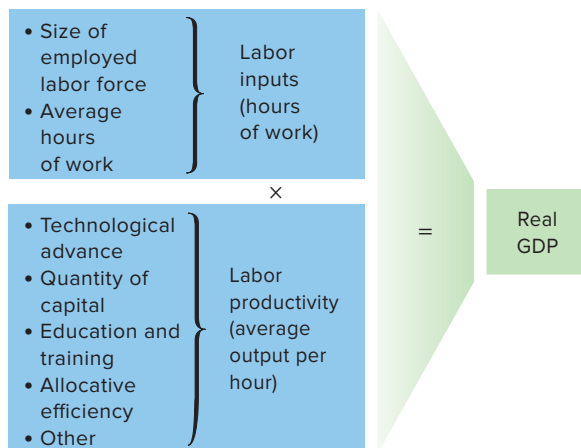 • Size of
employed
labor force
• Average
hours
of work
Labor
inputs
(hours
of work)
×
• Technological
advance
• Quantity of
capital
• Education and
training
• Allocative
efficiency
• Other
Labor
productivity
(average
output per
hour)
=
Real
GDP